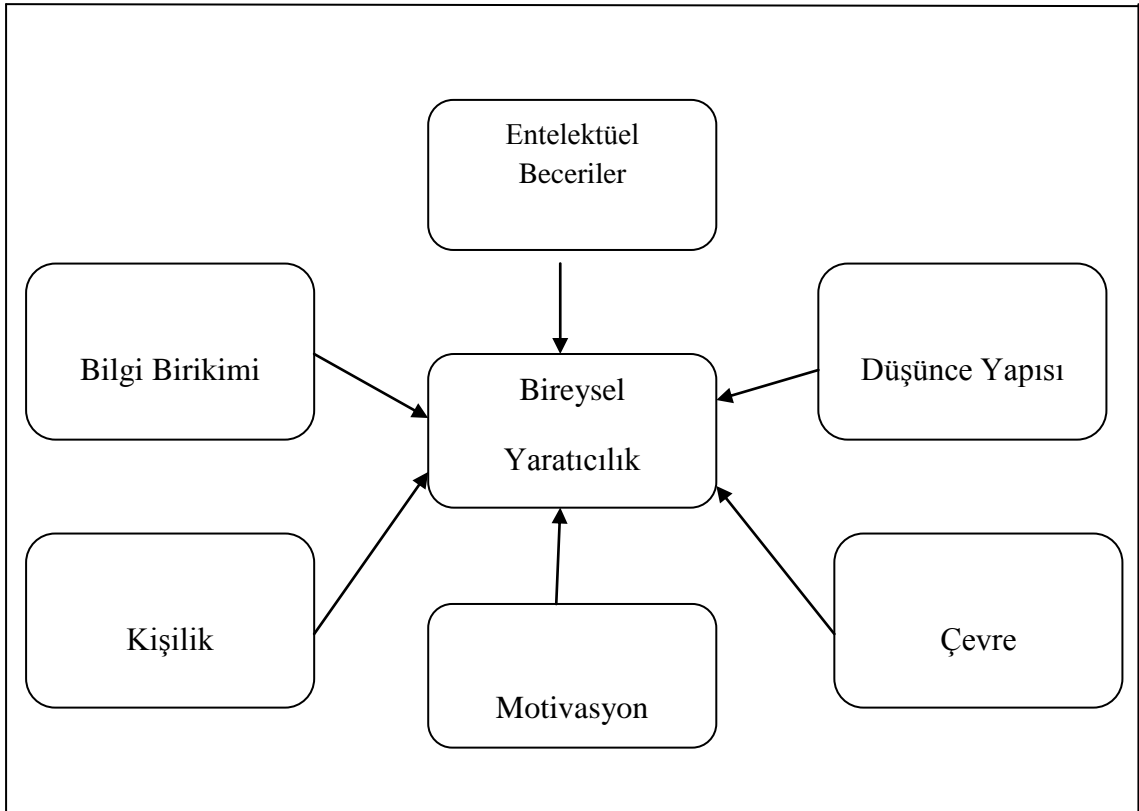 Entelektüel
Beceriler
Bilgi Birikimi
Bireysel
Yaratıcılık
Düşünce Yapısı
Kişilik
Motivasyon
Çevre